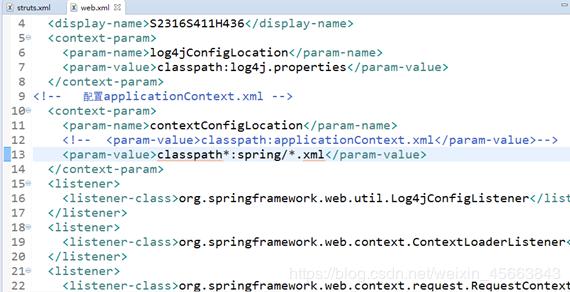 struts.xml web.xml
4 <display-name>S2316S411H436</display-name>
5 <context-param>
6 <param-name>log4jConfigLocation</param-name>
7 <param-value>classpath:log4j.properties</param-value>
8 </context-param>
9 <!-- 配置applicationContext.xml -->
10 <context-param>
11 <param-name>contextConfigLocation</param-name>
12 <!-- <param-value>classpath:applicationContext.xml</param-value>-->
13 <param-value>classpath*:spring/*.xml</param-value>
14 </context-param>
15 <listener>
16 <listener-class>org.springframework.web.util.Log4jConfigListener</lis
17 </listener>
18 <listener>
19 <listener-class>org.springframework.web.context.ContextLoaderListener<
20 </listener>
21 <listener>
22 <listener-class>org.springframework.web.context.request.RequestContex
https://blog.csdn.net/weixin_45663843